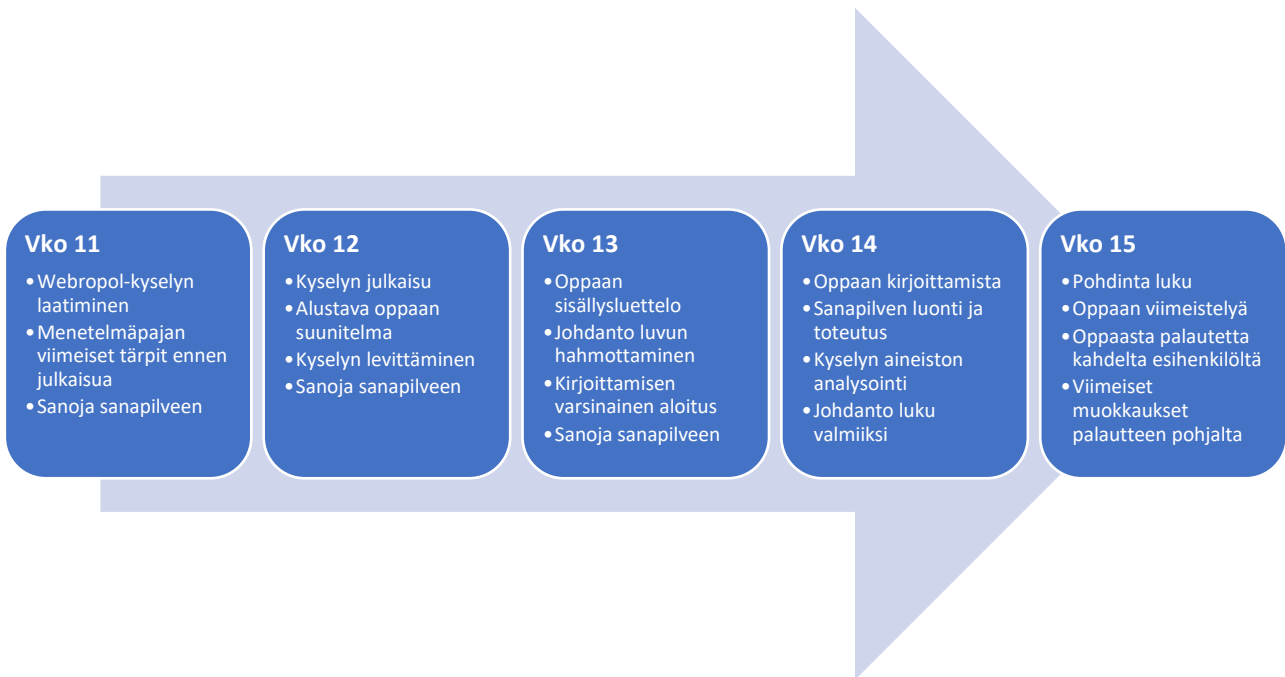 Vko 11
•Webropol-kyselyn
laatiminen
•Menetelmäpajan
viimeiset tärpit ennen
julkaisua
•Sanoja sanapilveen
Vko 12
•Kyselyn julkaisu
•Alustava oppaan
suunitelma
•Kyselyn levittäminen
•Sanoja sanapilveen
Vko 13
•Oppaan
sisällysluettelo
•Johdanto luvun
hahmottaminen
•Kirjoittamisen
varsinainen aloitus
•Sanoja sanapilveen
Vko 14
•Oppaan kirjoittamista
•Sanapilven luonti ja
toteutus
•Kyselyn aineiston
analysointi
•Johdanto luku
valmiiksi
Vko 15
•Pohdinta luku
•Oppaan viimeistelyä
•Oppaasta palautetta
kahdelta esihenkilöltä
•Viimeiset
muokkaukset
palautteen pohjalta